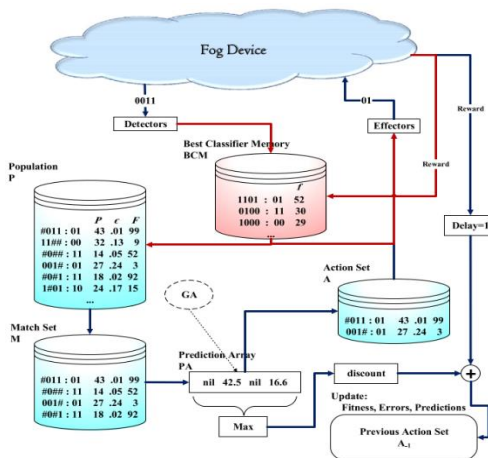 Fog Device
0011
01
Reward
Detectors
Effectors
Best Classifier Memory
BCM
Reward
f
1101 : 01 52
0100 : 11 30
1000 : 00 29
...
Population
P
P c F
#011 : 01 43 .01 99
11## : 00 32 .13 9
#0## : 11 14 .05 52
001# : 01 27 .24 3
#0#1 : 11 18 .02 92
1#01 : 10 24 .17 15
...
Delay=1
Action Set
A
#011 : 01 43 .01 99
001# : 01 27 .24 3
GA
Match Set
M
#011 : 01 43 .01 99
#0## : 11 14 .05 52
001# : 01 27 .24 3
#0#1 : 11 18 .02 92
Prediction Array
PA
nil 42.5 nil 16.6
discount
+
Max
Update:
Fitness, Errors, Predictions
Previous Action Set
A-1